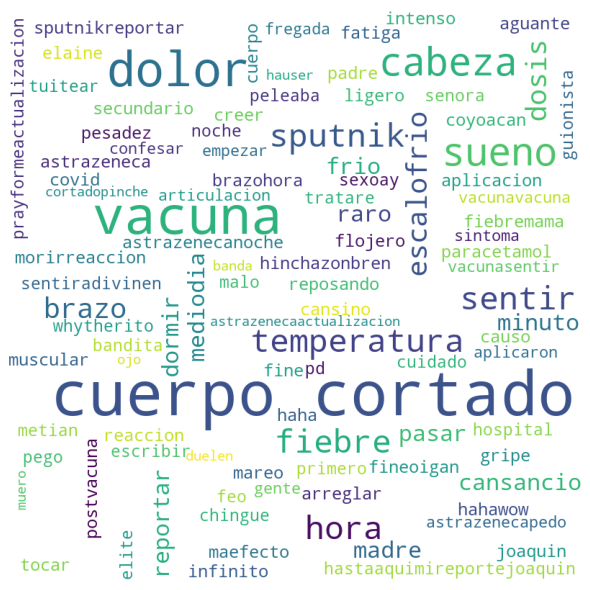 sputnikreportar
fregada
intenso
aguante
elaine
cuerpo
fatiga
dolor
cabeza
dosis
guionista
tuitear
hauser
padre
peleaba
ligero
senora
secundario
creer
prayformeactualizacion
pesadez
noche
sputnik
escalofrio
coyoacan
sueno
confesar
empezar
astrazeneca
frio
covid
brazohora
sexoay
aplicacion
cortadopinche
articulacion
tratare
vacunavacuna
vacuna
raro
fiebremama
astrazenecanoche
flojero
sintoma
morirreaccion
banda
hinchazonbren
paracetamol
vacunasentir
sentiradivinen
malo
reposando
mediodia
dormir
brazo
cansino
sentir
whytherito
astrazenecaactualizacion
minuto
bandita
temperatura
causo
muscular
ojo
fine
pd
cuidado
aplicaron
cuerpo cortado
haha
metian
reaccion
fiebre
pasar
hospital
pego
escribir
duelen
gripe
muero
postvacuna
reportar
mareo
primero
fineoigan
cansancio
feo
gente
arreglar
hahawow
chingue
hora
astrazenecapedo
elite
maefecto
madre
joaquin
tocar
infinito
hastaaquimireportejoaquin